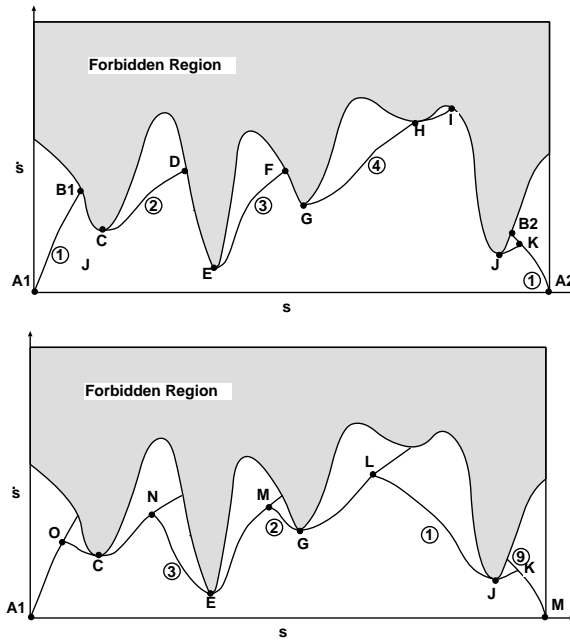 Forbidden Region
ṡ
B1
D
F
H
I
②
③
④
C
G
①
J
E
B2
K
J
①
A1
A2
s
Forbidden Region
ṡ
L
N
M
O
②
G
①
⑨
C
③
E
J
K
A1
M
s